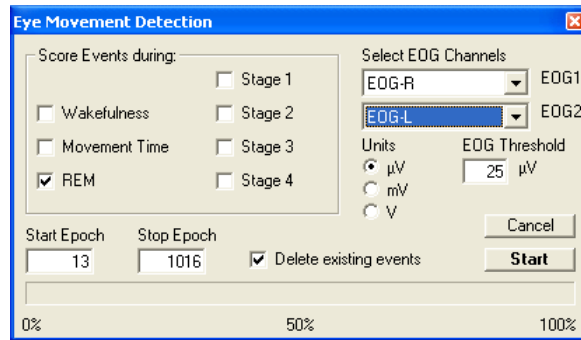 Eye Movement Detection
Score Events during:
Stage 1
Wakefulness
Stage 2
Movement Time
Stage 3
REM
Stage 4
Select EOG Channels
EOG-R
EOG1
EOG-L
EOG2
Units
µV
mV
V
EOG Threshold
25 µV
Start Epoch
13
Stop Epoch
1016
Delete existing events
Cancel
Start
0% 50% 100%